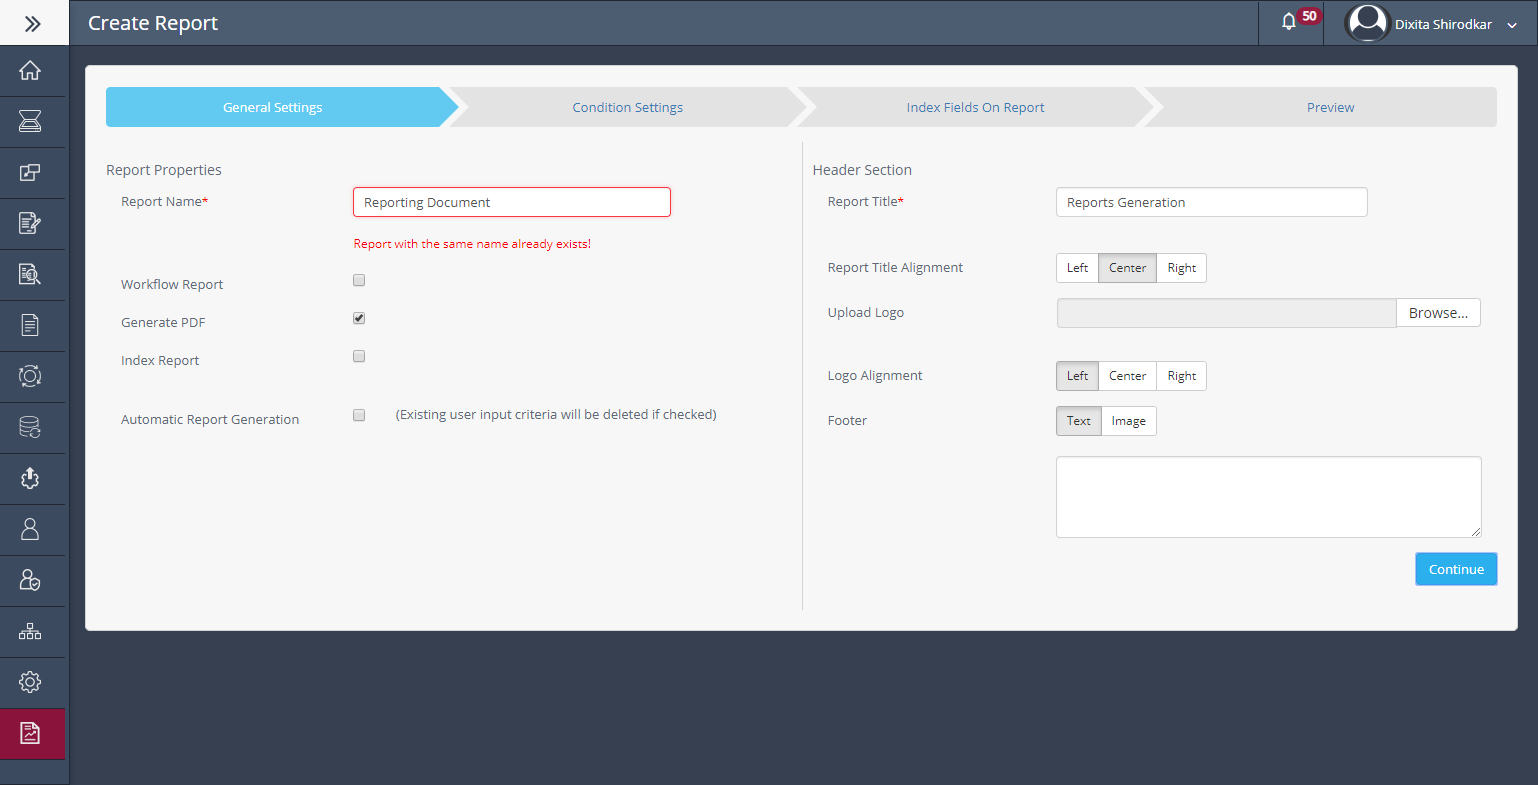 Create Report
50
Dixita Shirodkar
General Settings
Condition Settings
Index Fields On Report
Preview
Report Properties
Report Name*
Reporting Document
Report with the same name already exists!
Workflow Report
Generate PDF
Index Report
Automatic Report Generation
(Existing user input criteria will be deleted if checked)
Header Section
Report Title*
Reports Generation
Report Title Alignment
Left Center Right
Upload Logo
Browse...
Logo Alignment
Left Center Right
Footer
Text Image
Continue